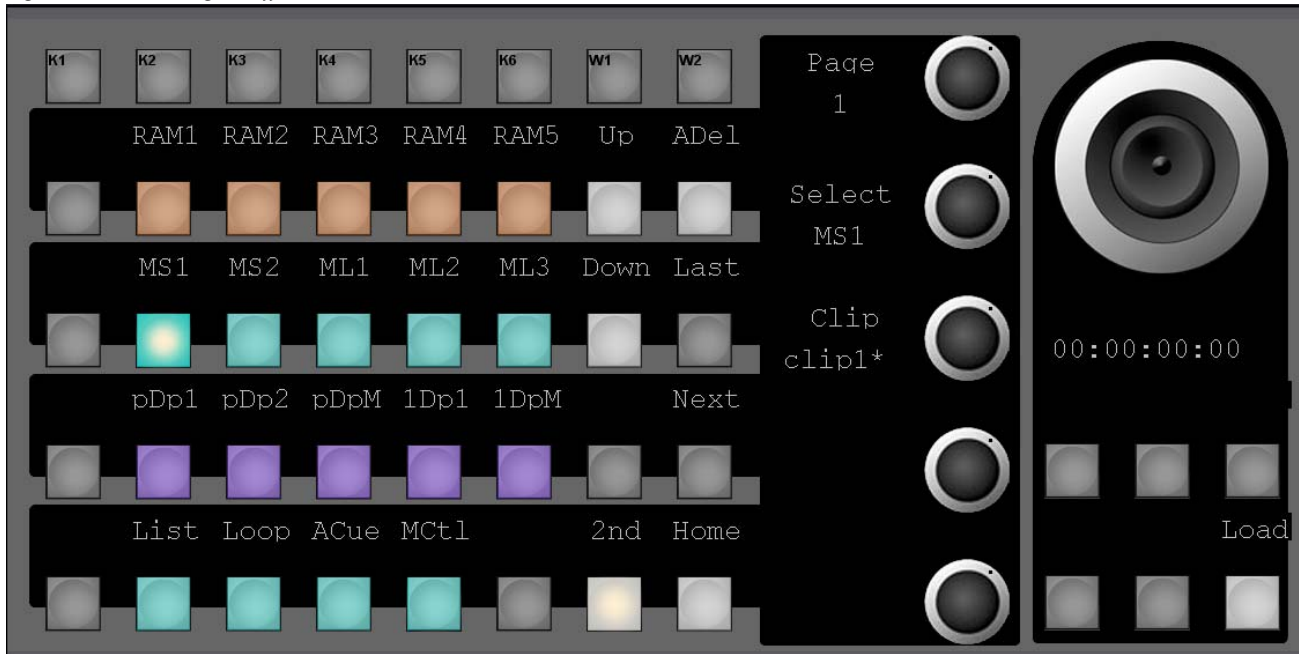 K1 K2 K3 K4 K5 K6 W1 W2
RAM1 RAM2 RAM3 RAM4 RAM5 Up ADel
MS1 MS2 ML1 ML2 ML3 Down Last
pDp1 pDp2 pDpM 1Dp1 1DpM Next
List Loop ACue MCtl 2nd Home
Page
1
Select
MS1
Clip
clip1*
00:00:00:00
Load